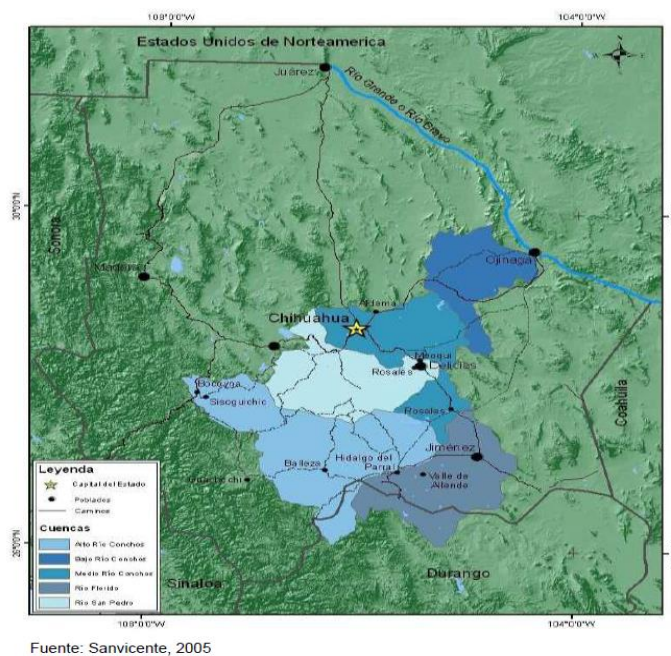 108°0'0"W
104°0'0"W
Estados Unidos de Norteamerica
Juárez
Río Grande o Río Bravo
30°0'0"N
Sonora
Madera
Ojinaga
Aldama
Chihuahua
Meoqui
Delicias
Rosales
Coahuila
Bocoyna
Sisoguichic
Rosales
Jiménez
Balleza
Hidalgo del
Parral
Valle de
Allende
Guachochi
Leyenda
Capital del Estado
Poblados
Caminos
Cuencas
Alto Río Conchos
Bajo Río Conchos
Medio Río Conchos
Río Florido
Río San Pedro
Sinaloa
Durango
108°0'0"W
104°0'0"W
Fuente: Sanvicente, 2005